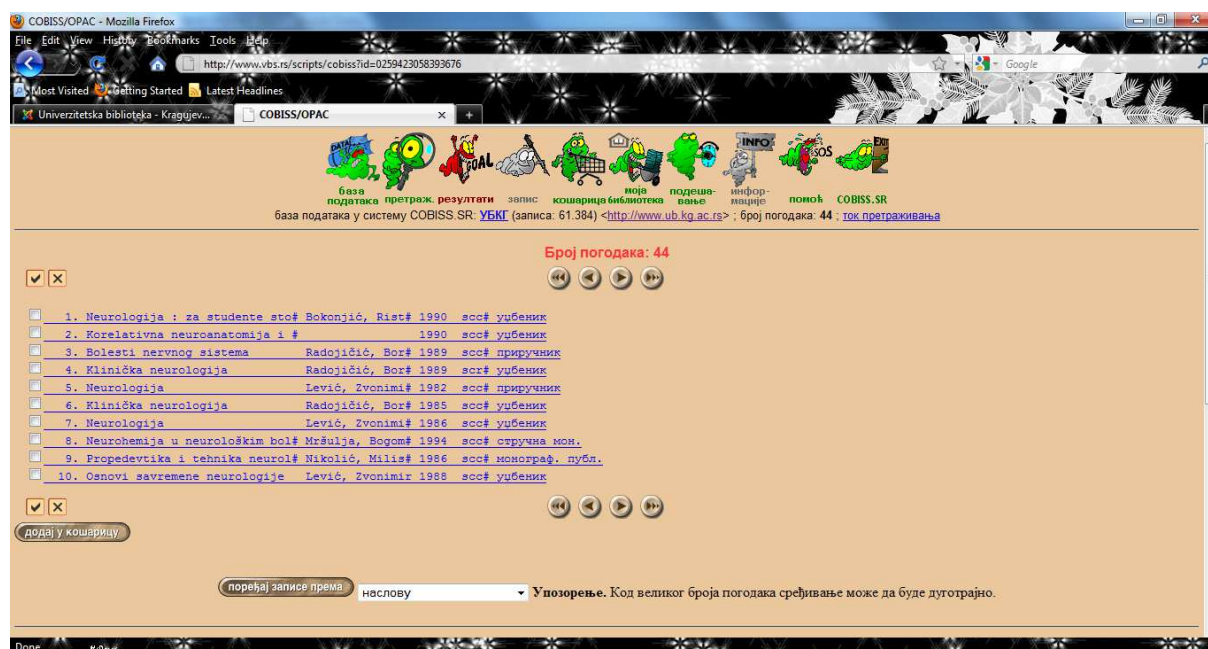 COBISS/OPAC - Mozilla Firefox
File Edit View History Bookmarks Tools Help
http://www.vbs.rs/scripts/cobiss?id=0259423058393676
Google
Most Visited Getting Started Latest Headlines
Univerzitetska biblioteka - Kragujev... COBISS/OPAC
DATA GOAL INFO SOS EXIT
база података претраж. резултати запис кошарица моја библиотека подешавање инфор-мације помоћ COBISS.SR
база података у систему COBISS.SR: УБКГ (записа: 61.384) <http://www.ub.kg.ac.rs> ; број погодака: 44 ; ток претраживања
Број погодака: 44
1. Neurologija : za studente sto# Bokonjić, Rist# 1990 scc# уџбеник
2. Korelativna neuroanatomija i # 1990 scc# уџбеник
3. Bolesti nervnog sistema Radojičić, Bor# 1989 scc# приручник
4. Klinička neurologija Radojičić, Bor# 1989 scr# уџбеник
5. Neurologija Lević, Zvonimi# 1982 scc# приручник
6. Klinička neurologija Radojičić, Bor# 1985 scc# уџбеник
7. Neurologija Lević, Zvonimi# 1986 scc# уџбеник
8. Neurohemija u neurološkim bol# Mršulja, Bogom# 1994 scc# стручна мон.
9. Propedevtika i tehnika neurol# Nikolić, Milis# 1986 scc# монограф. публ.
10. Osnovi savremene neurologije Lević, Zvonimir 1988 scc# уџбеник
додај у кошарицу
поређај записе према наслову Упозорење. Код великог броја погодака сређивање може да буде дуготрајно.
Done